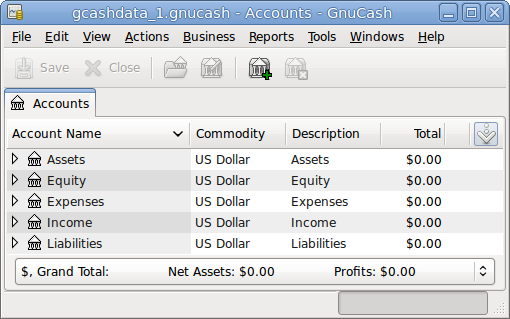 gcashdata_1.gnucash - Accounts - GnuCash
File Edit View Actions Business Reports Tools Windows Help
Save Close
Accounts
Account Name Commodity Description Total
Assets US Dollar Assets $0.00
Equity US Dollar Equity $0.00
Expenses US Dollar Expenses $0.00
Income US Dollar Income $0.00
Liabilities US Dollar Liabilities $0.00
$, Grand Total: Net Assets: $0.00 Profits: $0.00